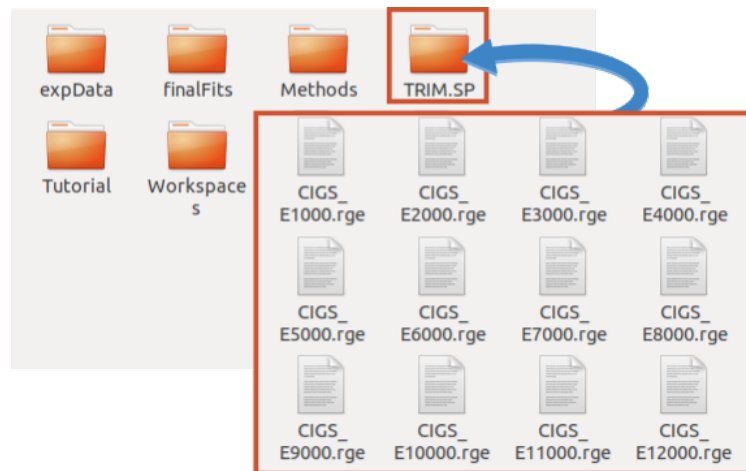 expData
finalFits
Methods
TRIM.SP
Tutorial
Workspace
s
CIGS_
E1000.rge
CIGS_
E2000.rge
CIGS_
E3000.rge
CIGS_
E4000.rge
CIGS_
E5000.rge
CIGS_
E6000.rge
CIGS_
E7000.rge
CIGS_
E8000.rge
CIGS_
E9000.rge
CIGS_
E10000.rge
CIGS_
E11000.rge
CIGS_
E12000.rge